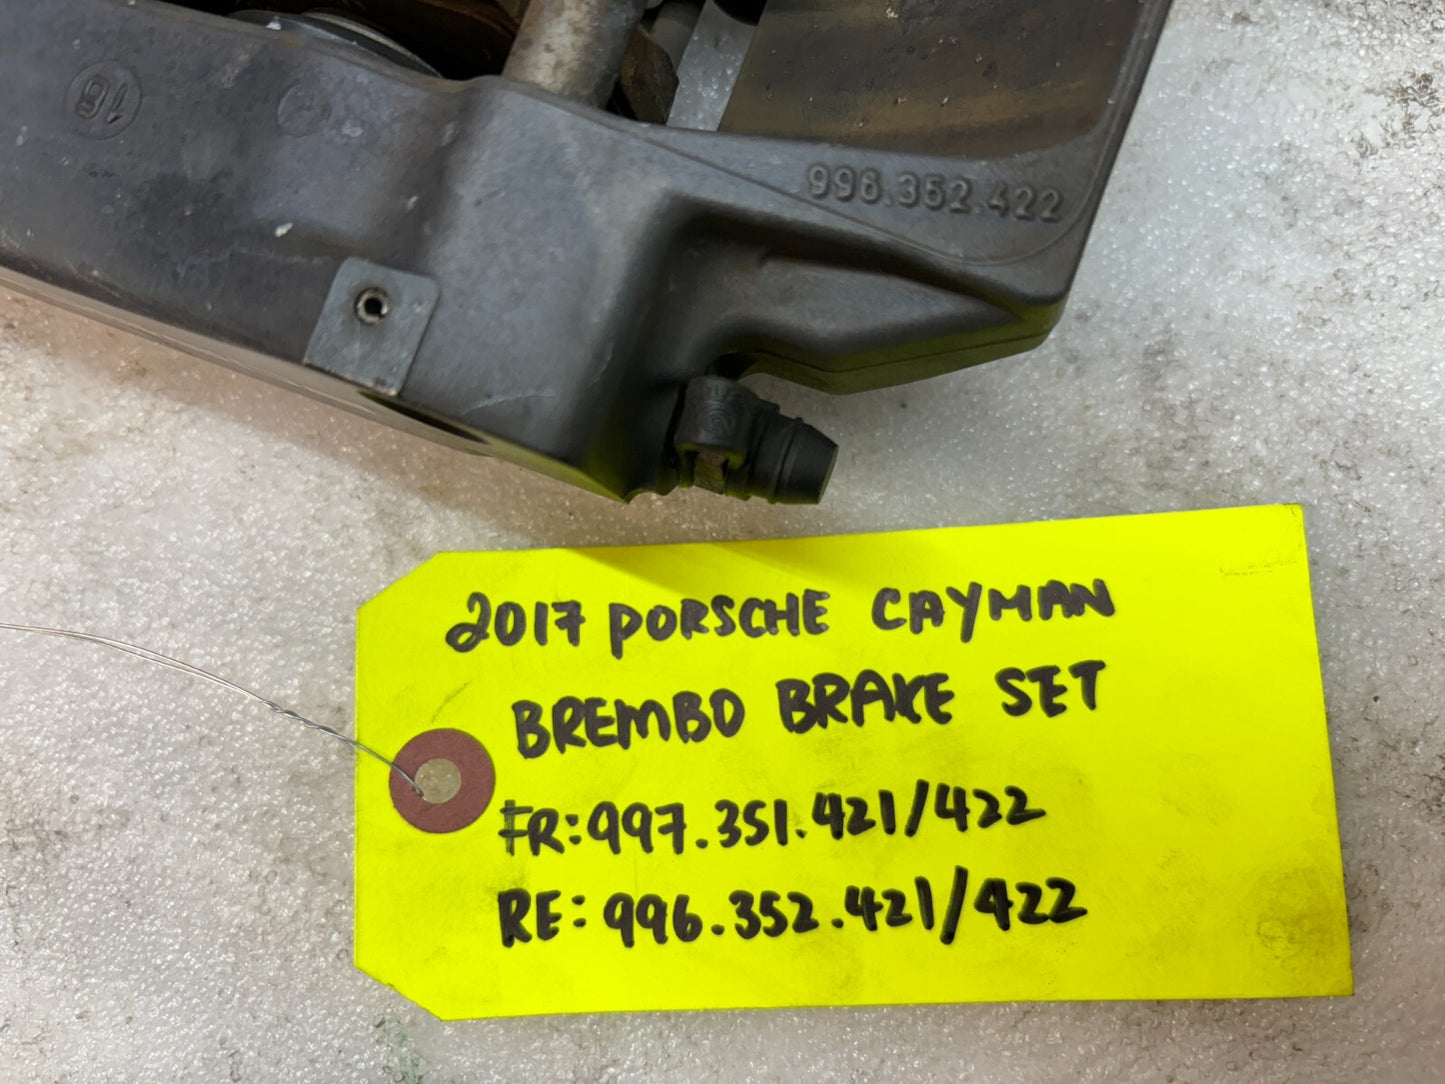 18
996.352.422
2017 PORSCHE CAYMAN
BREMBO BRAKE SET
FR: 997.351.421/422
RE: 996.352.421/422